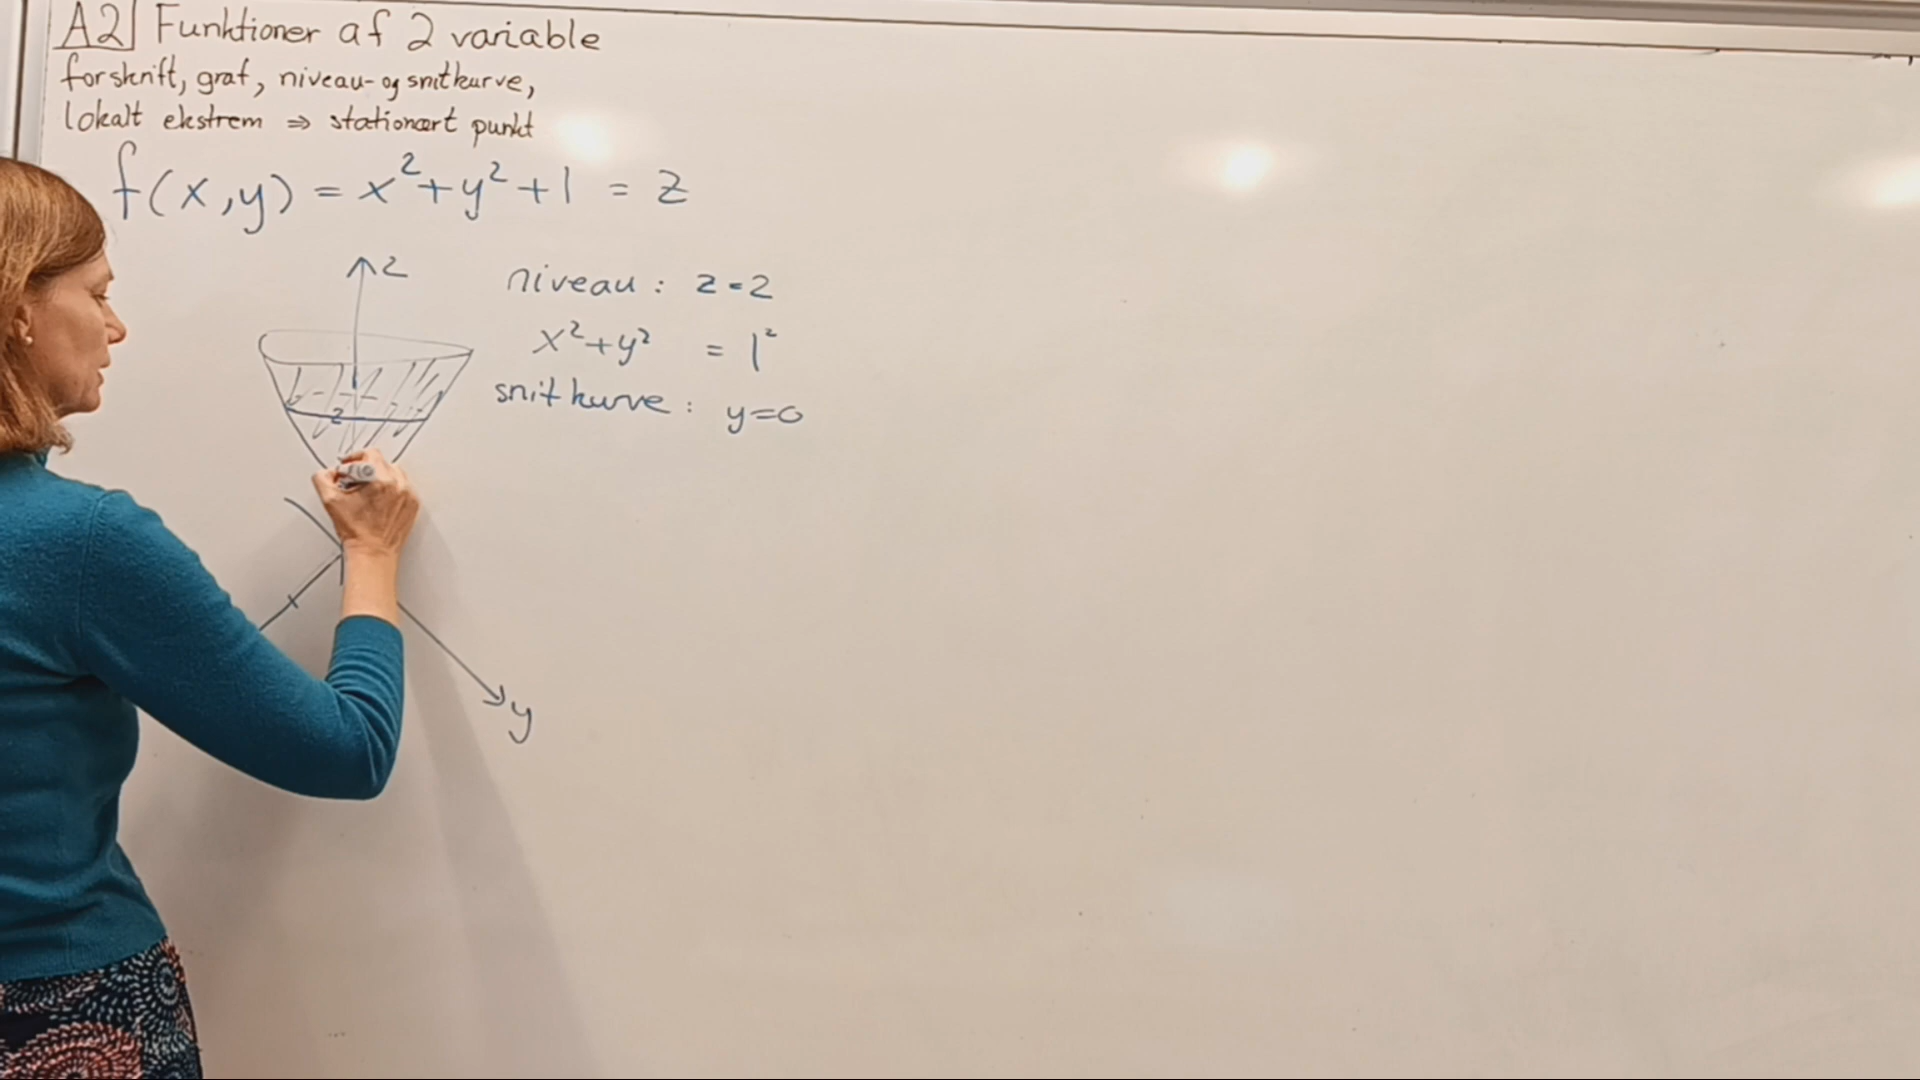 A2 Funktioner af 2 variable
forskrift, graf, niveau- og snitkurve,
lokalt ekstrem ⇒ stationært punkt
f(x,y) = x²+y²+1 = z
z
niveau: z=2
x²+y² = 1²
snitkurve: y=0
2
y